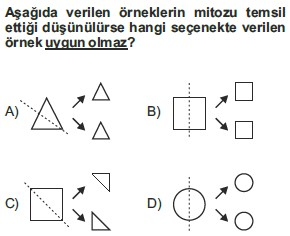 Aşağıda verilen örneklerin mitozu temsil
ettiği düşünülürse hangi seçenekte verilen
örnek uygun olmaz?
A) B)
C) D)